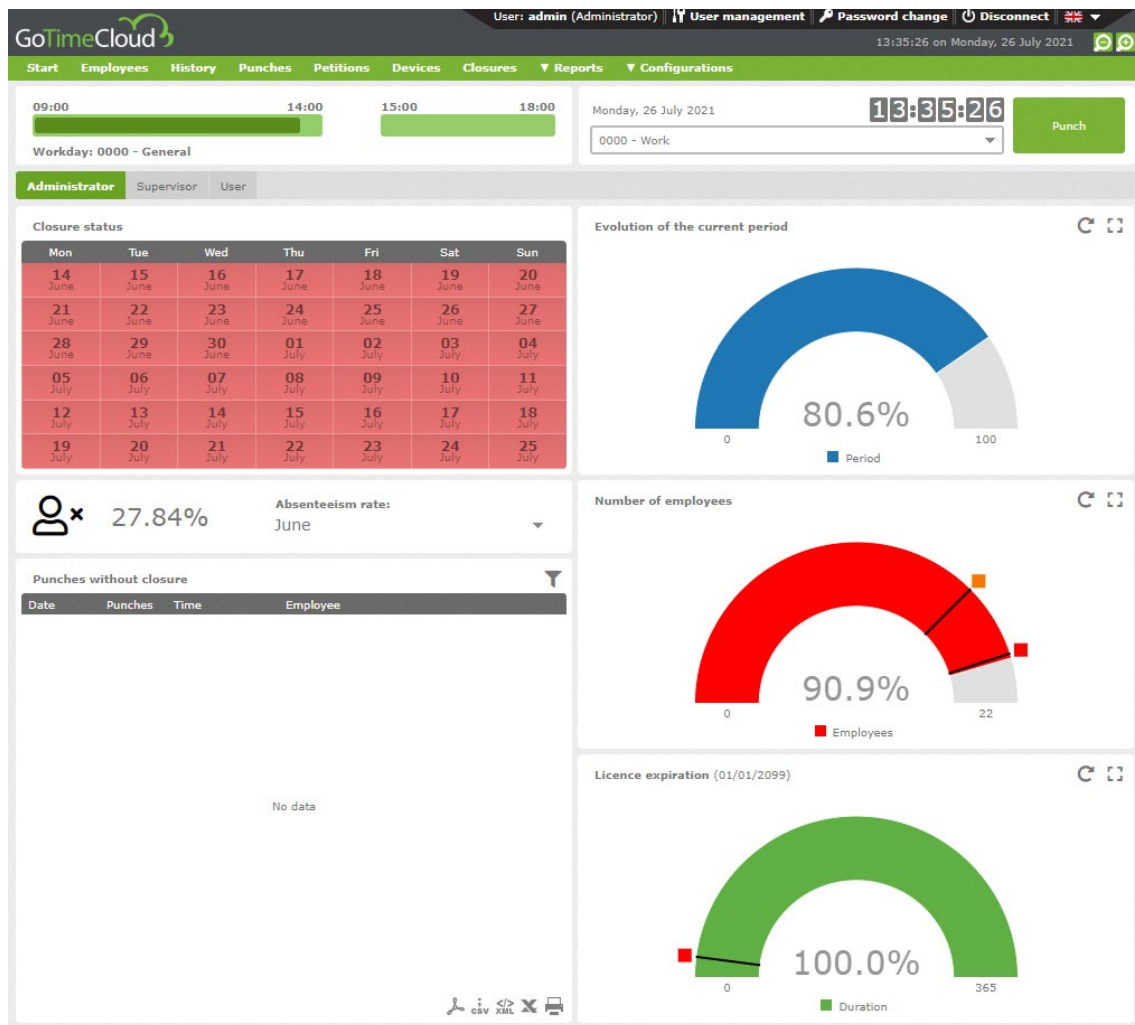 User: admin (Administrator) User management Password change Disconnect
GoTimeCloud
13:35:26 on Monday, 26 July 2021
Start Employees History Punches Petitions Devices Closures ▼ Reports ▼ Configurations
09:00 14:00 15:00 18:00
Workday: 0000 - General
Monday, 26 July 2021
13:35:26
0000 - Work
Punch
Administrator Supervisor User
Closure status
Mon Tue Wed Thu Fri Sat Sun
14 15 16 17 18 19 20
June June June June June June June
21 22 23 24 25 26 27
June June June June June June June
28 29 30 01 02 03 04
June June June July July July July
05 06 07 08 09 10 11
July July July July July July July
12 13 14 15 16 17 18
July July July July July July July
19 20 21 22 23 24 25
July July July July July July July
Evolution of the current period
80.6%
0 100
Period
27.84%
Absenteeism rate:
June
Number of employees
90.9%
0 22
Employees
Punches without closure
Date Punches Time Employee
No data
CSV XML
Licence expiration (01/01/2099)
100.0%
0 365
Duration